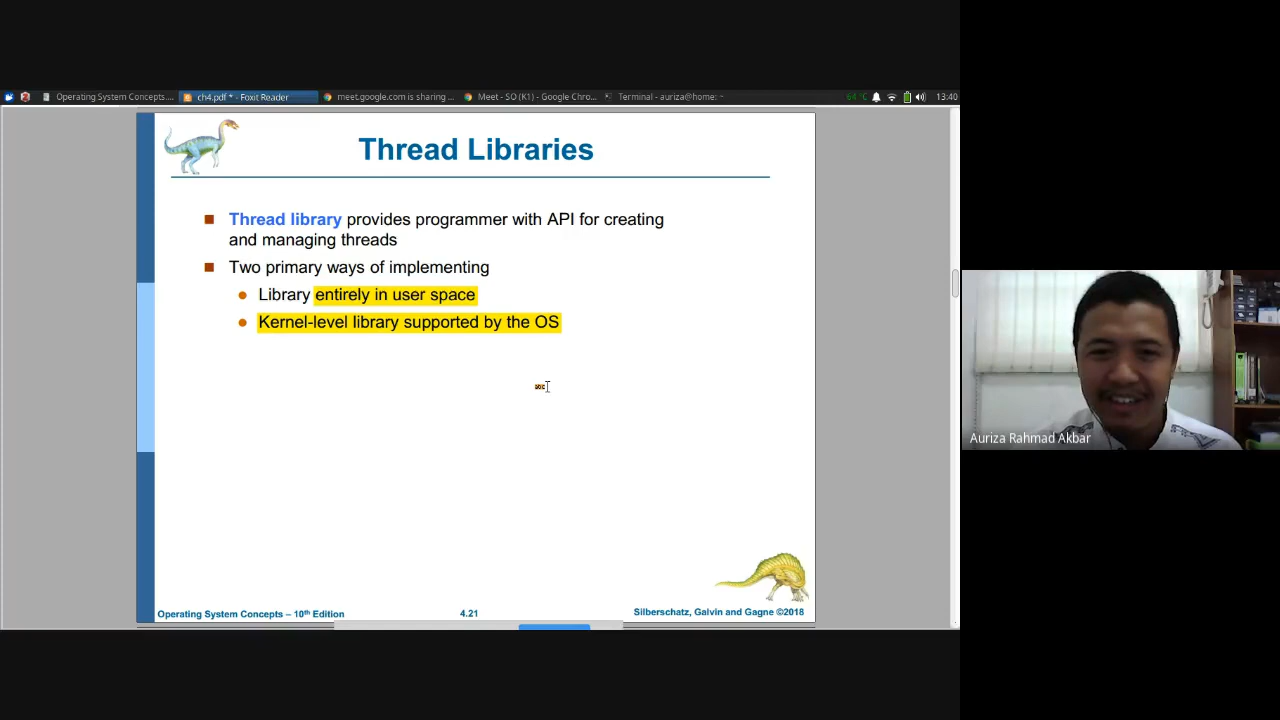 Operating System Concepts....
ch4.pdf * - Foxit Reader
meet.google.com is sharing ...
Meet - SO (K1) - Google Chro...
Terminal - auriza@home: ~
64 °C
13:40
Thread Libraries
Thread library provides programmer with API for creating
and managing threads
Two primary ways of implementing
Library entirely in user space
Kernel-level library supported by the OS
Auriza Rahmad Akbar
Operating System Concepts – 10th Edition
4.21
Silberschatz, Galvin and Gagne ©2018